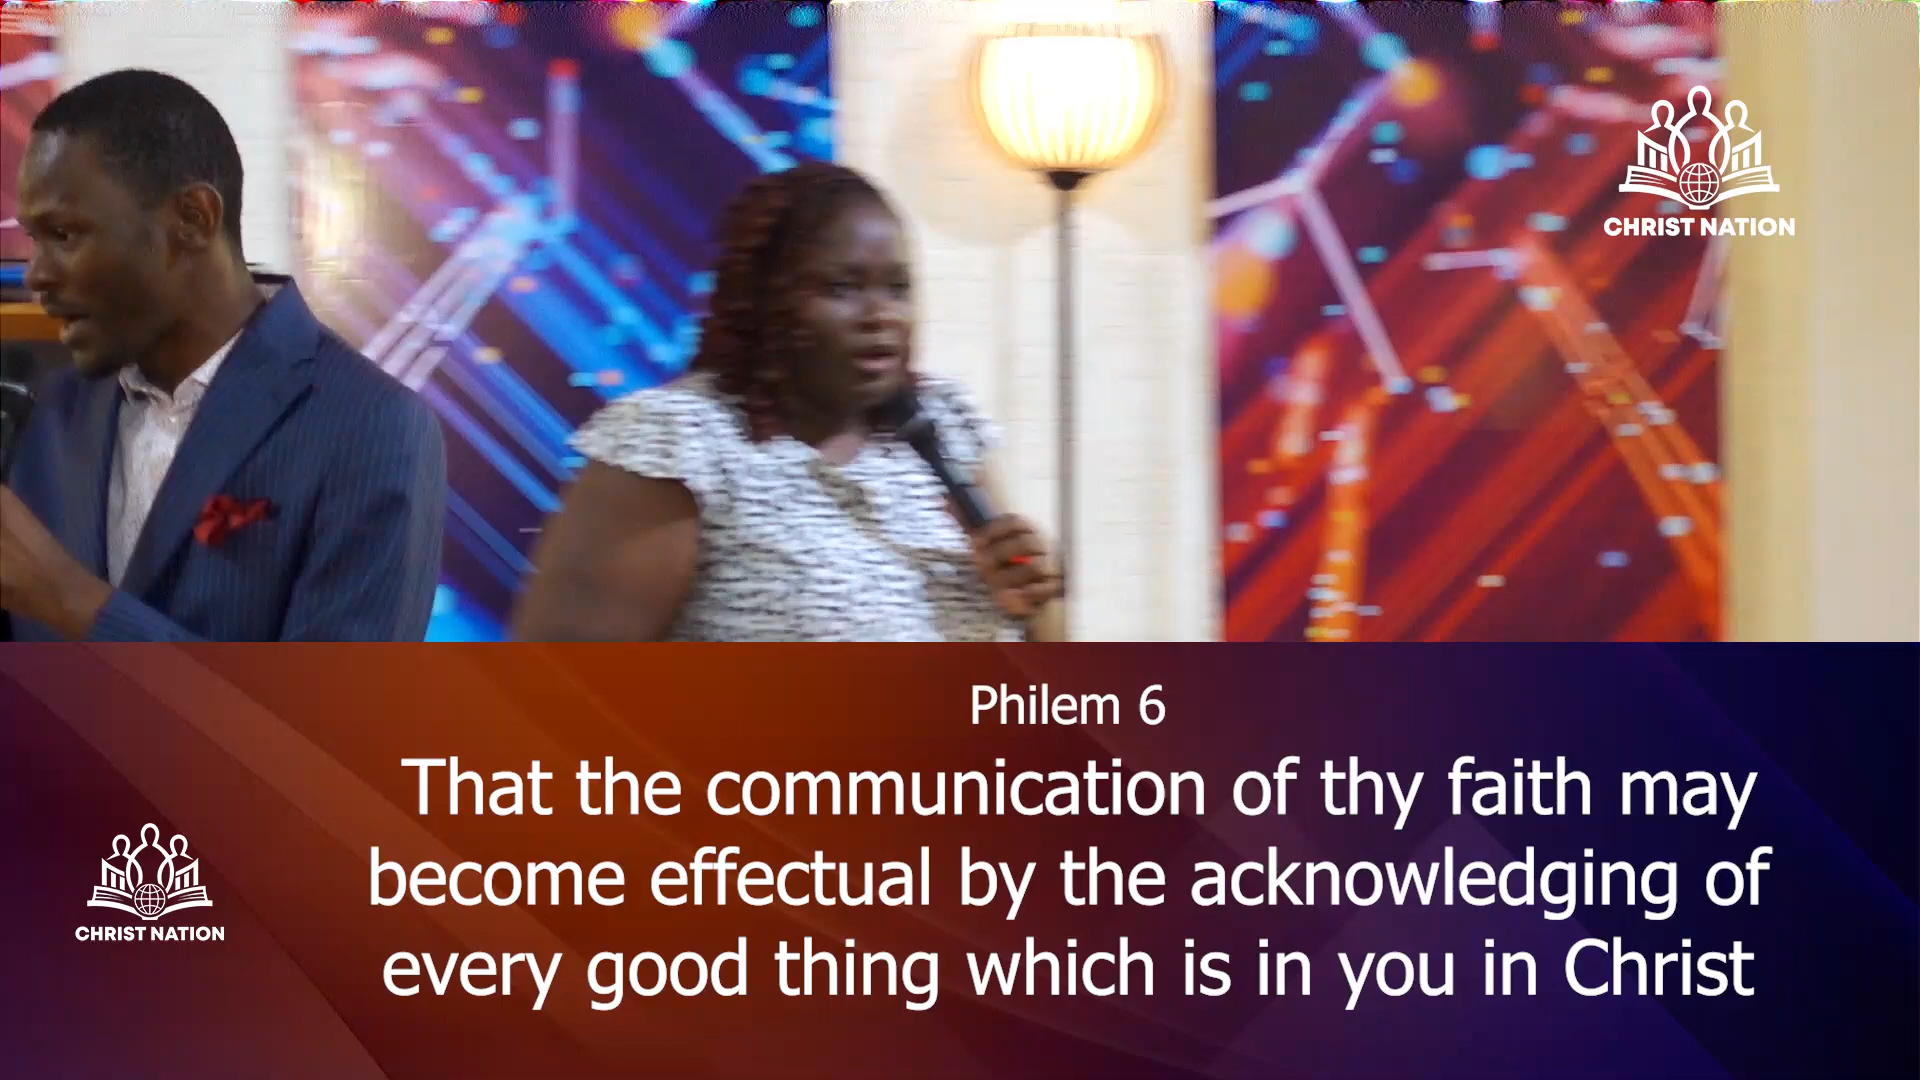 CHRIST NATION
Philem 6
That the communication of thy faith may
become effectual by the acknowledging of
every good thing which is in you in Christ
CHRIST NATION